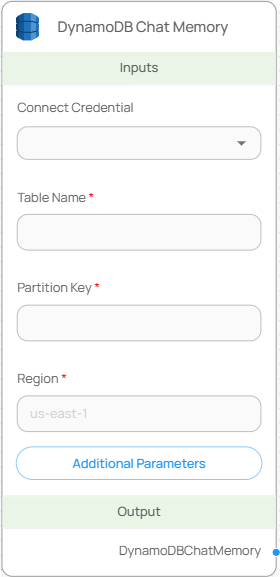 DynamoDB Chat Memory
Inputs
Connect Credential
Table Name *
Partition Key *
Region *
us-east-1
Additional Parameters
Output
DynamoDBChatMemory